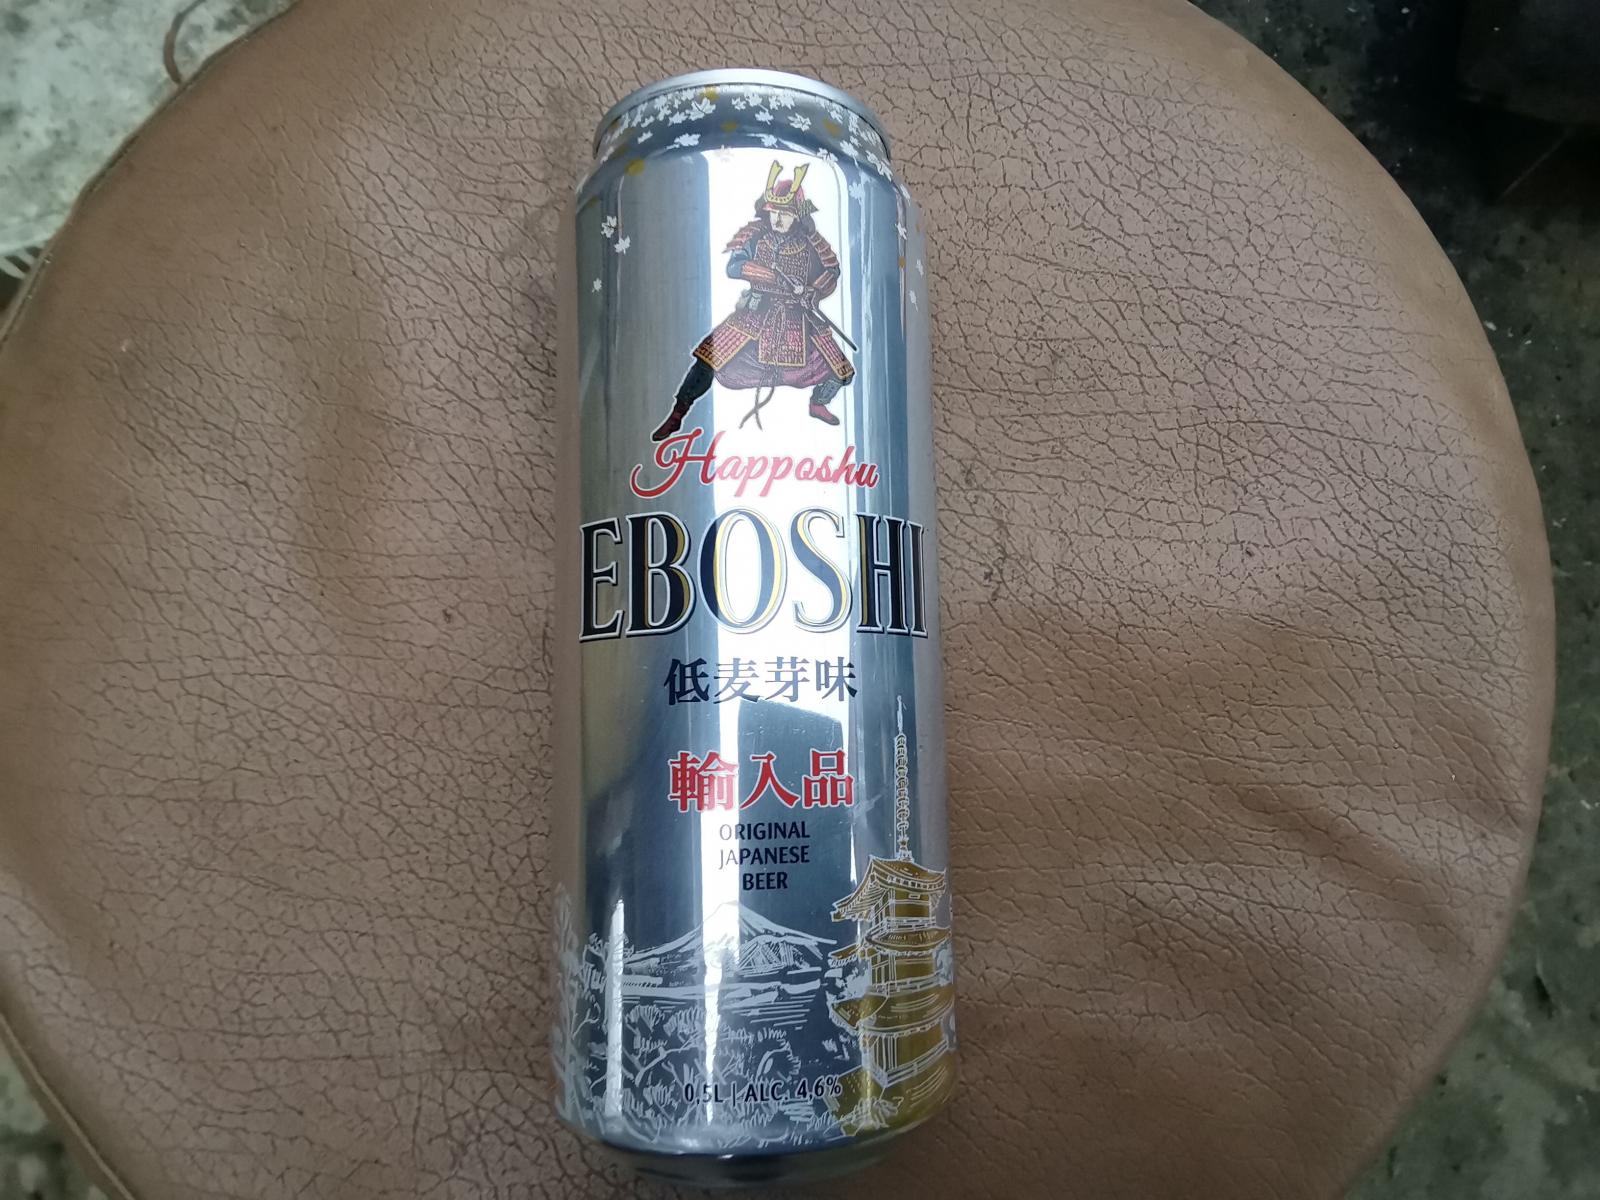 Happoshu
EBOSHI
低麦芽味
輸入品
ORIGINAL
JAPANESE
BEER
0,5L | ALC. 4,6%